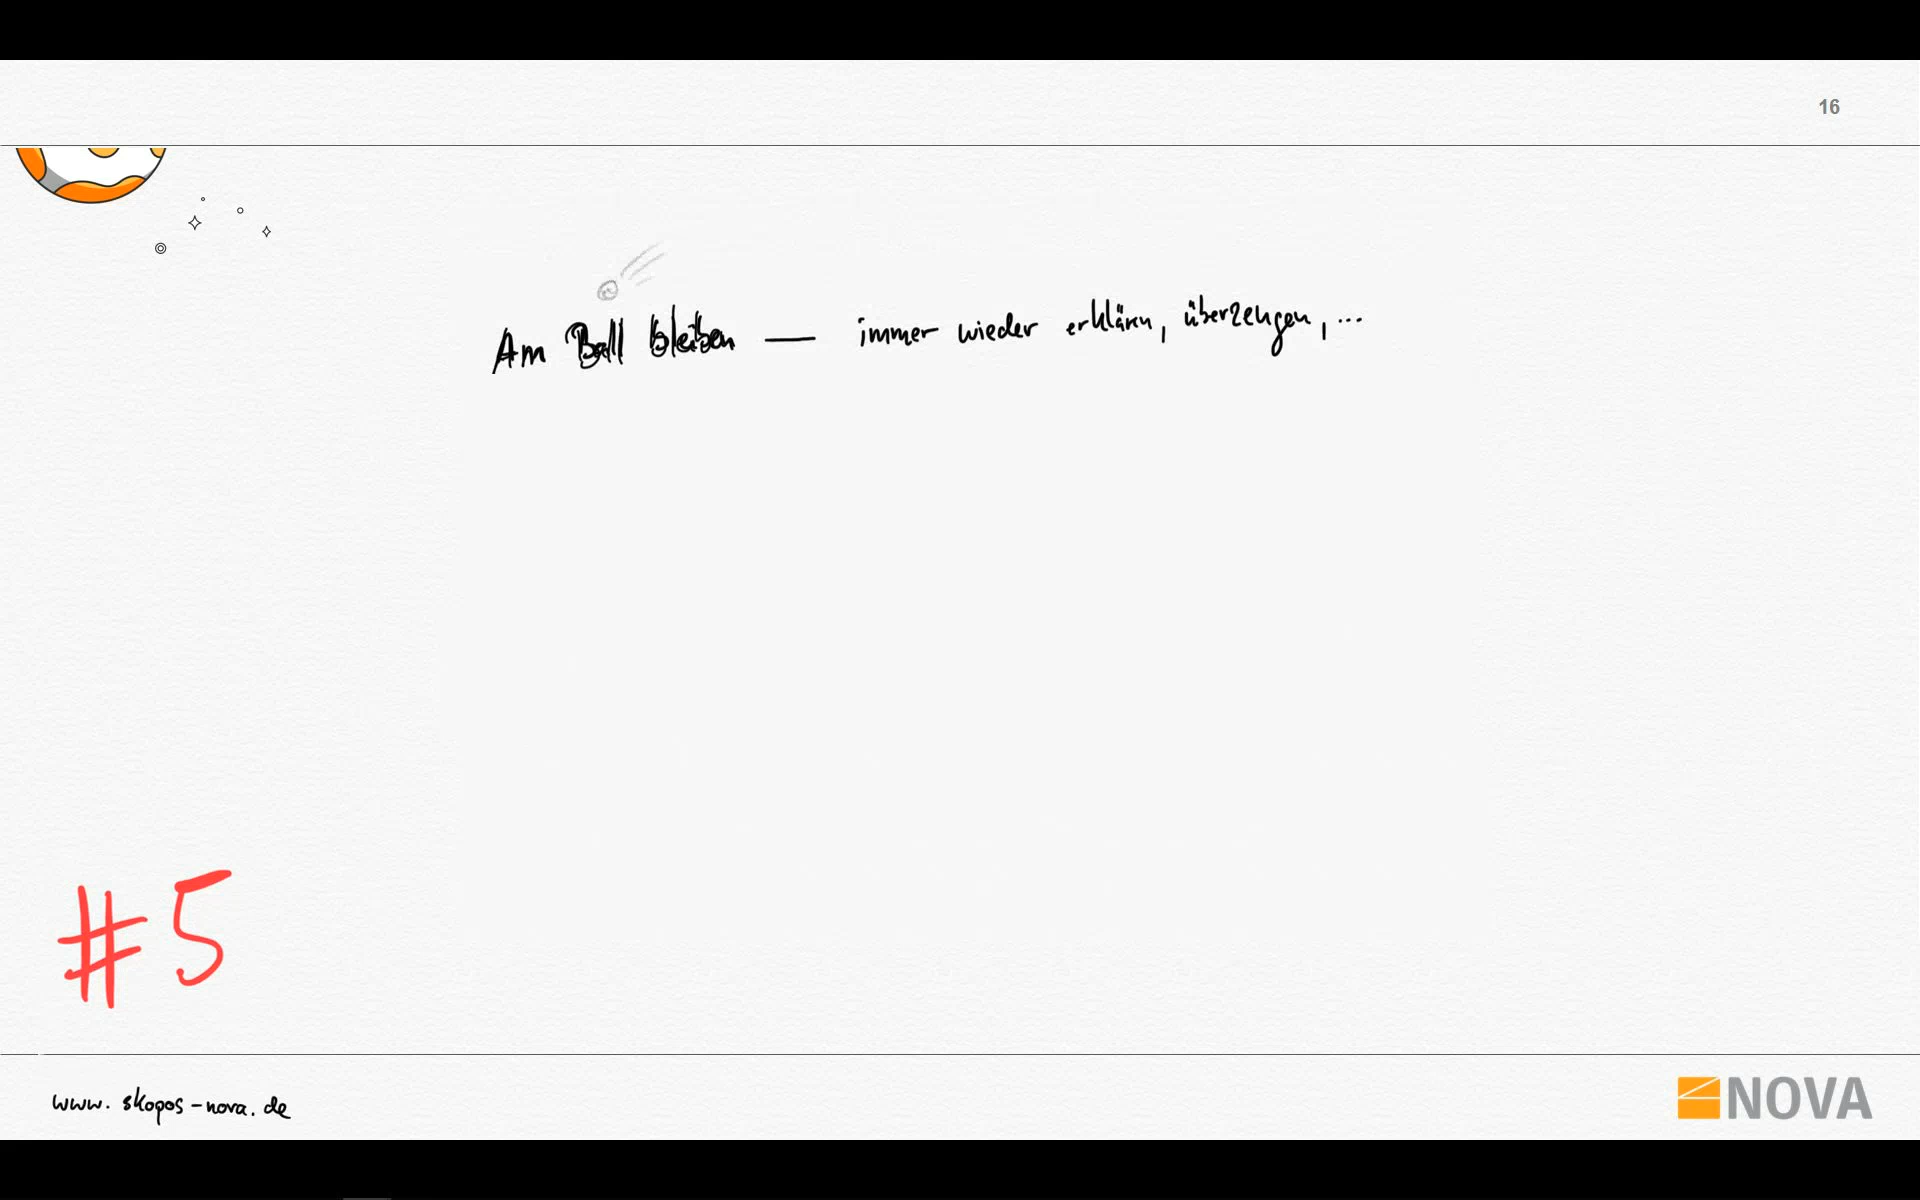 16
Am Ball bleiben — immer wieder erklären, überzeugen, ...
#5
www.skopos-nova.de
NOVA